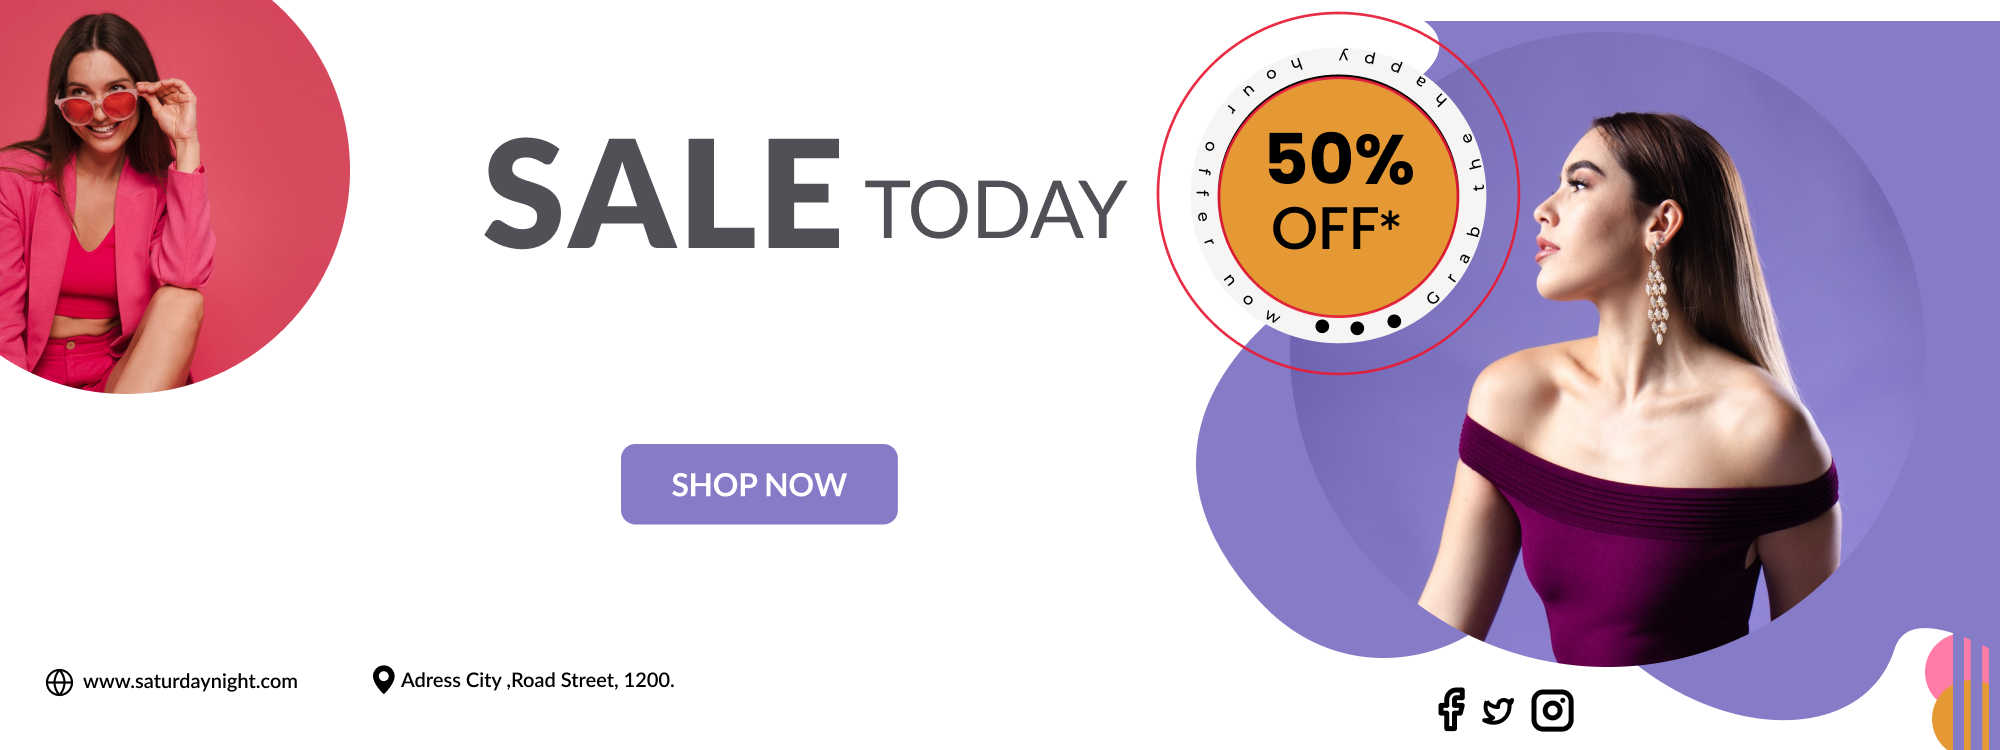 SALE TODAY
50%
OFF*
Grab the happy hour offer now
SHOP NOW
www.saturdaynight.com
Adress City ,Road Street, 1200.